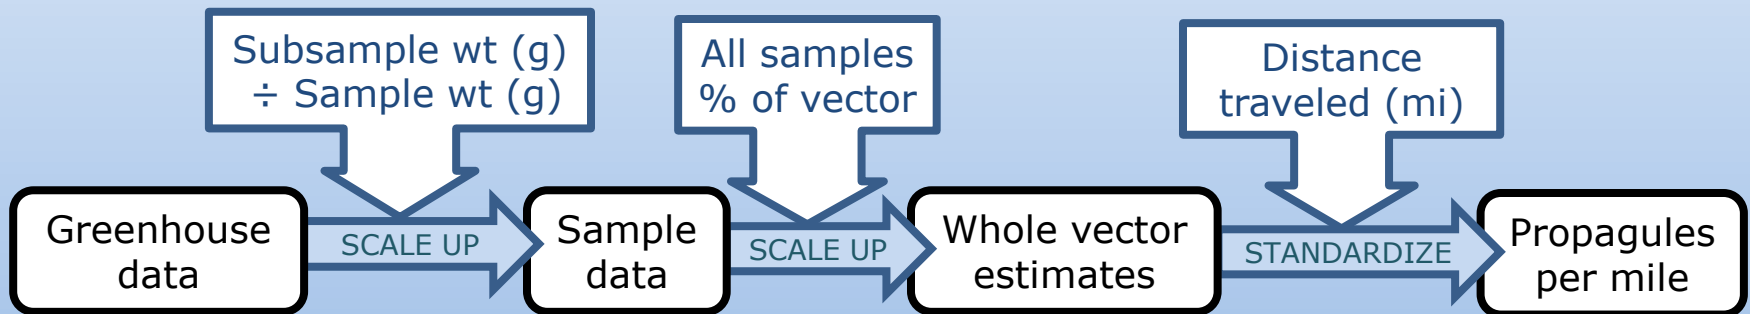 Subsample wt (g)
÷ Sample wt (g)
All samples
% of vector
Distance
traveled (mi)
Greenhouse
data
SCALE UP
Sample
data
SCALE UP
Whole vector
estimates
STANDARDIZE
Propagules
per mile